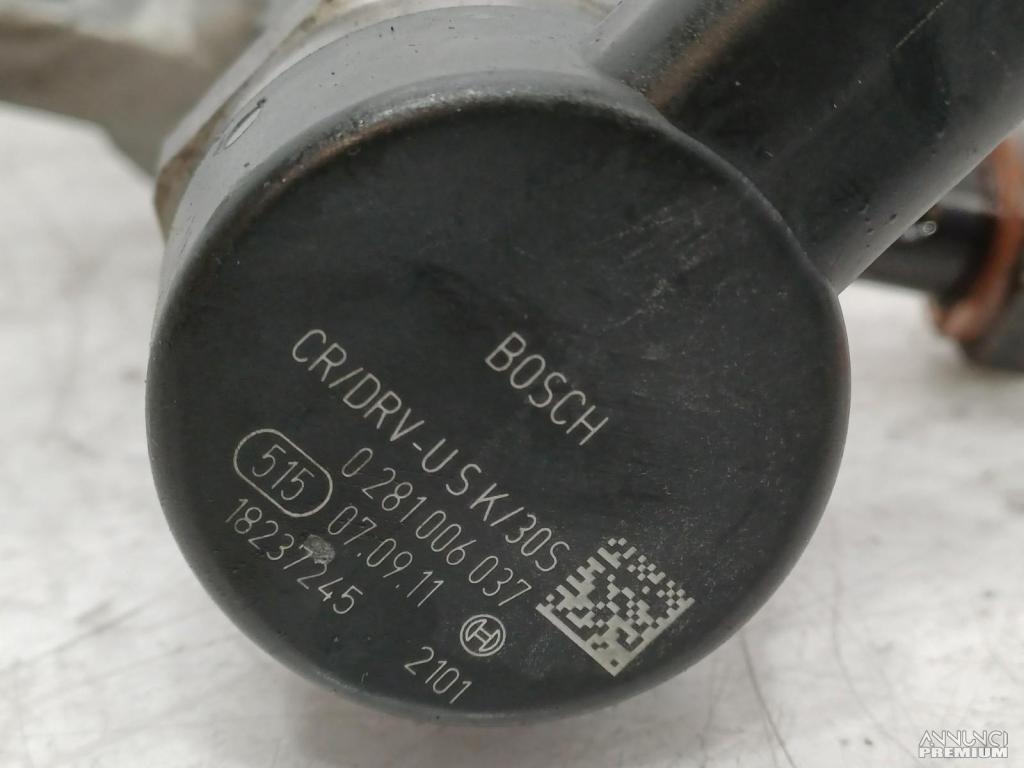 BOSCH
CR/DRV-U S K/30S
0 281 006 037
515 07.09.11
18237245
2101
ANNUNCI
PREMIUM